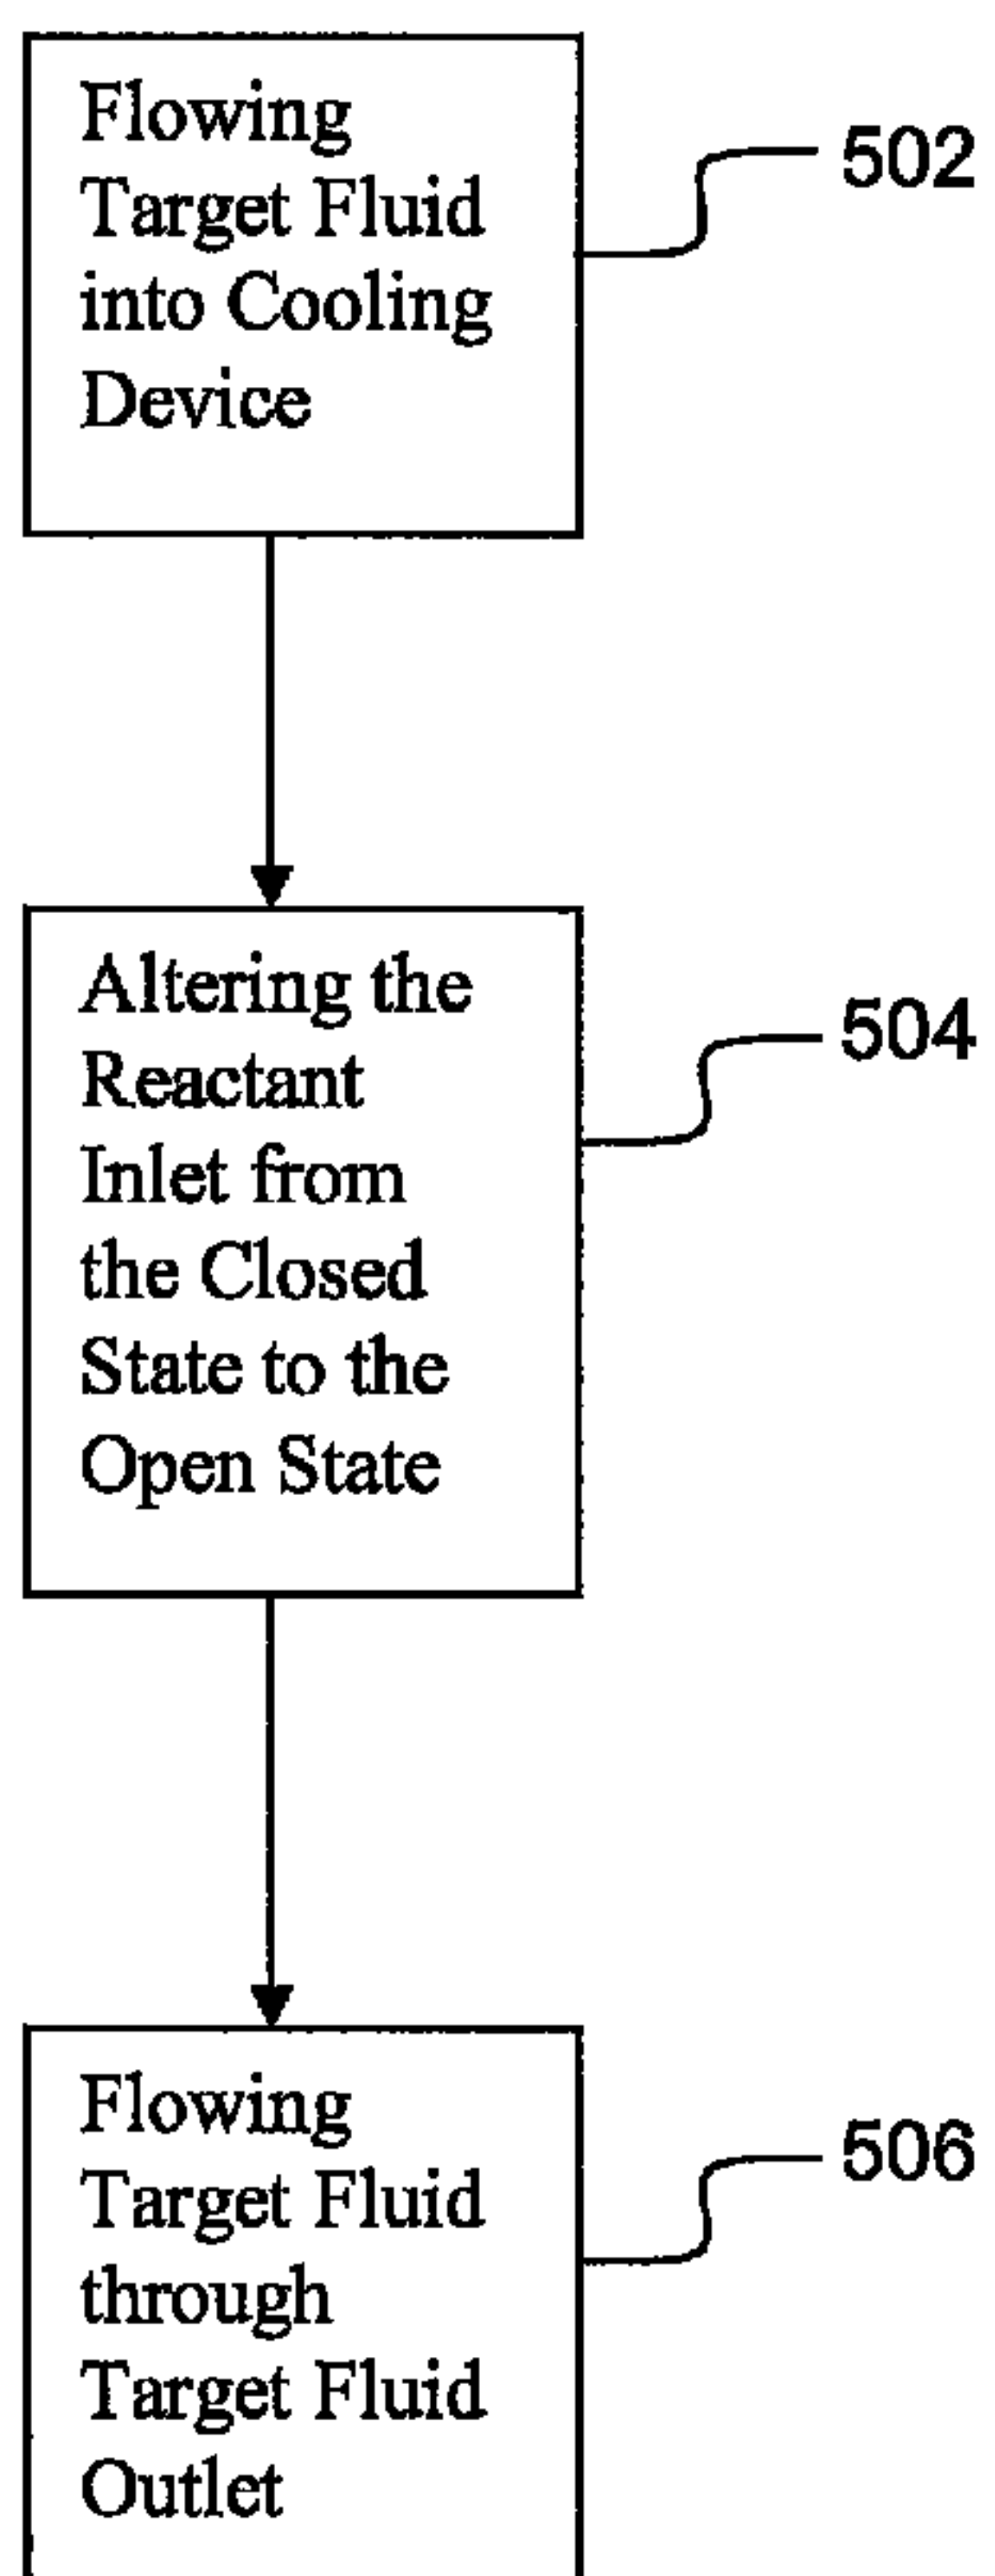 Flowing
Target Fluid
into Cooling
Device
502
Altering the
Reactant
Inlet from
the Closed
State to the
Open State
504
Flowing
Target Fluid
through
Target Fluid
Outlet
506